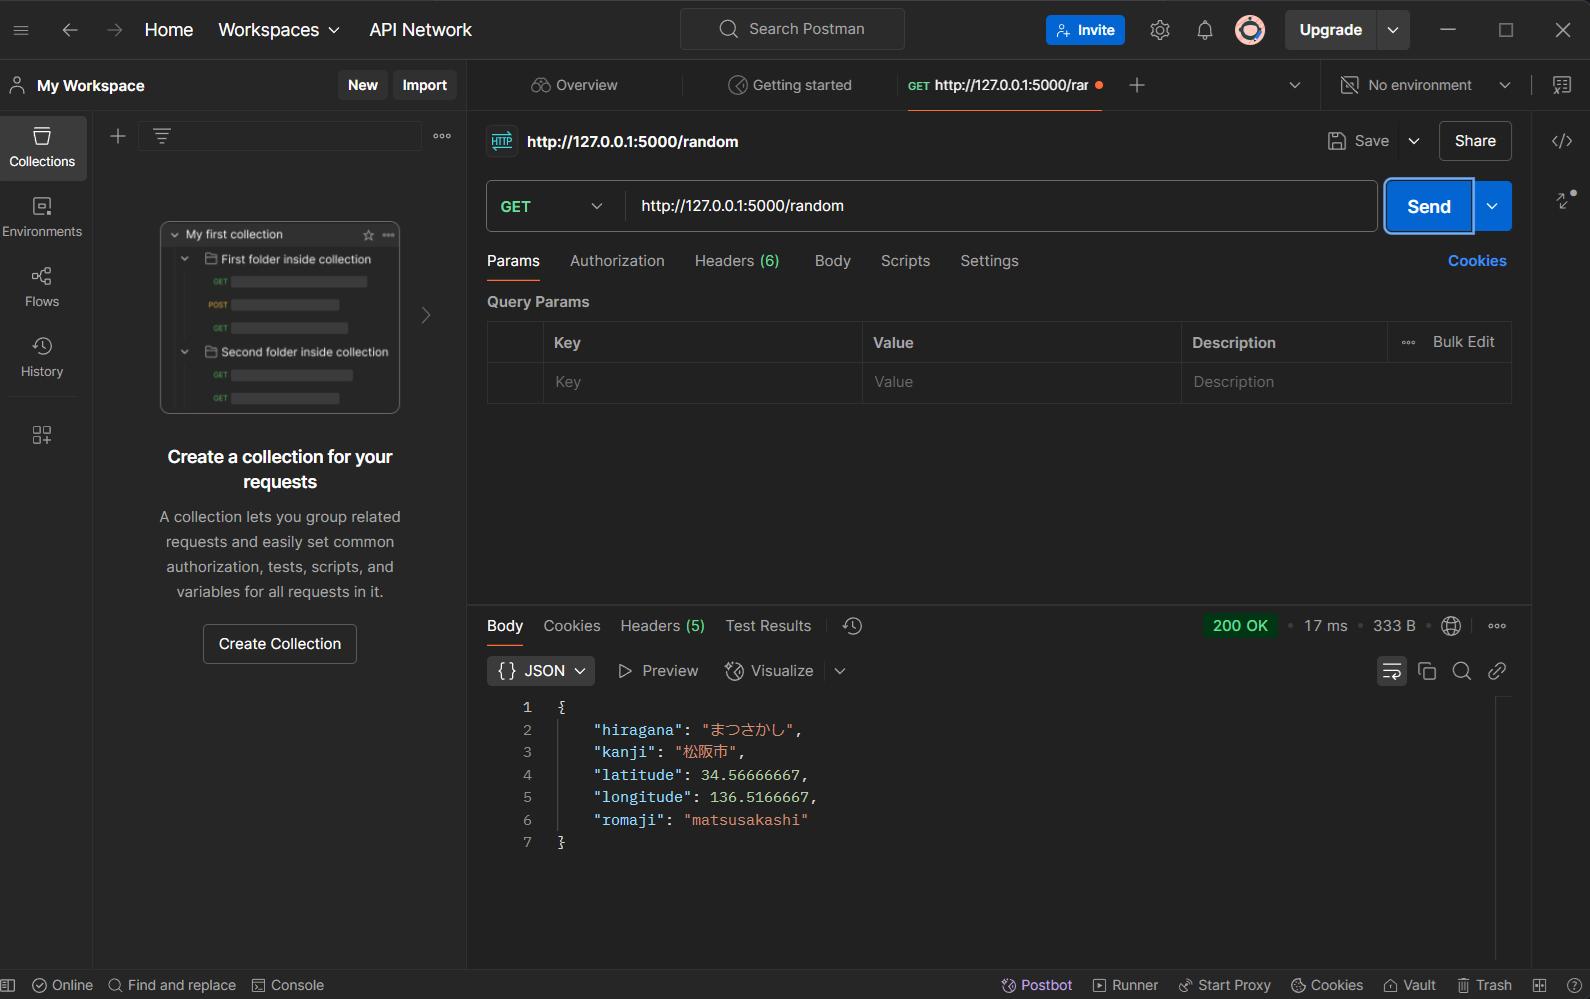 Home Workspaces API Network Search Postman Invite Upgrade
My Workspace New Import
Overview Getting started GET http://127.0.0.1:5000/rar No environment
Collections
Environments
Flows
History
My first collection
First folder inside collection
GET
POST
GET
Second folder inside collection
GET
GET
Create a collection for your
requests
A collection lets you group related
requests and easily set common
authorization, tests, scripts, and
variables for all requests in it.
Create Collection
HTTP http://127.0.0.1:5000/random Save Share
GET http://127.0.0.1:5000/random Send
Params Authorization Headers (6) Body Scripts Settings Cookies
Query Params
Key Value Description Bulk Edit
Key Value Description
Body Cookies Headers (5) Test Results 200 OK • 17 ms • 333 B
{} JSON Preview Visualize
1 {
2 "hiragana": "まつさかし",
3 "kanji": "松阪市",
4 "latitude": 34.56666667,
5 "longitude": 136.5166667,
6 "romaji": "matsusakashi"
7 }
Online Find and replace Console Postbot Runner Start Proxy Cookies Vault Trash